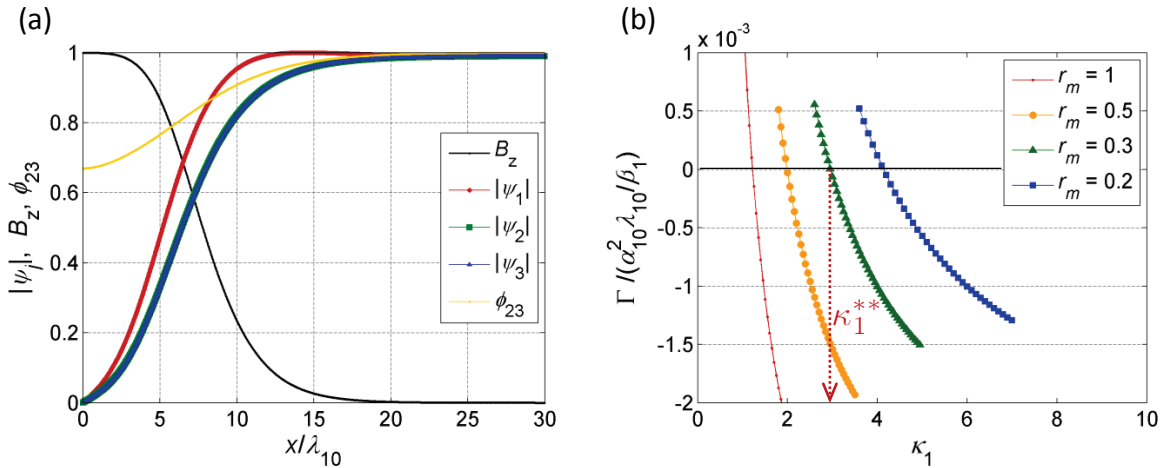 (a)
(b)
1
0.8
0.6
0.4
0.2
0
0
5
10
15
20
25
30
|ψj|, Bz, ϕ23
x/λ10
Bz
|ψ1|
|ψ2|
|ψ3|
ϕ23
x 10^-3
1
0.5
0
-0.5
-1
-1.5
-2
0
2
4
6
8
10
Γ/(α10^2 λ10/β1)
κ1
rm = 1
rm = 0.5
rm = 0.3
rm = 0.2
κ1**